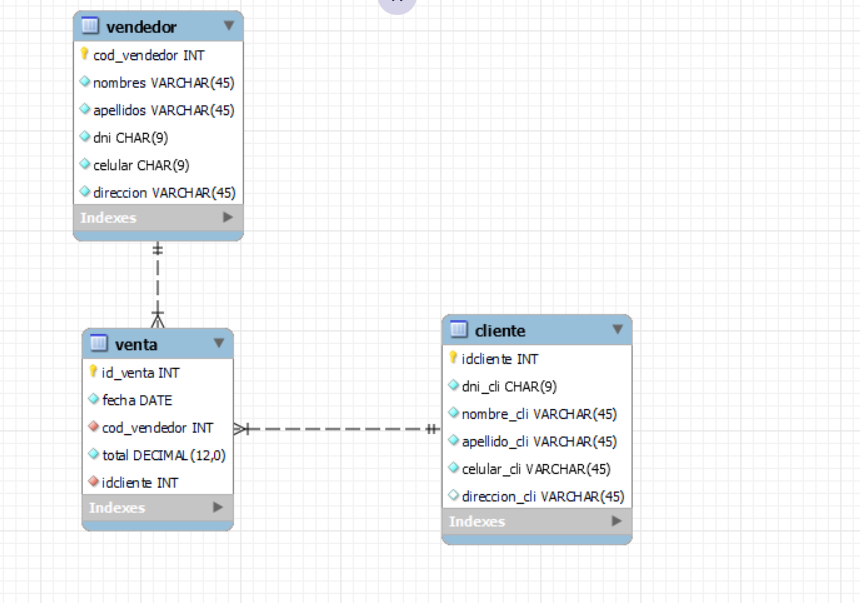 vendedor
cod_vendedor INT
nombres VARCHAR(45)
apellidos VARCHAR(45)
dni CHAR(9)
celular CHAR(9)
direccion VARCHAR(45)
Indexes
venta
id_venta INT
fecha DATE
cod_vendedor INT
total DECIMAL(12,0)
idcliente INT
Indexes
cliente
idcliente INT
dni_cli CHAR(9)
nombre_cli VARCHAR(45)
apellido_cli VARCHAR(45)
celular_cli VARCHAR(45)
direccion_cli VARCHAR(45)
Indexes